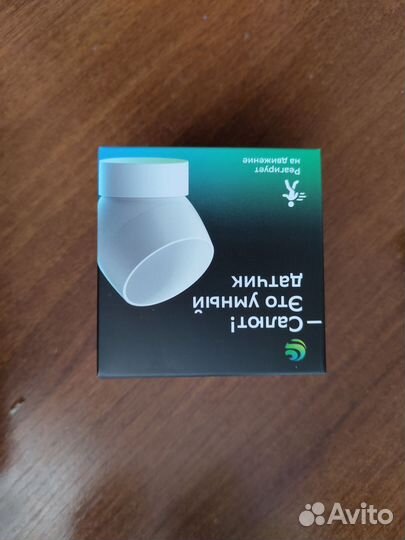 — Салют!
Это умный
датчик
Реагирует
на движение
Avito